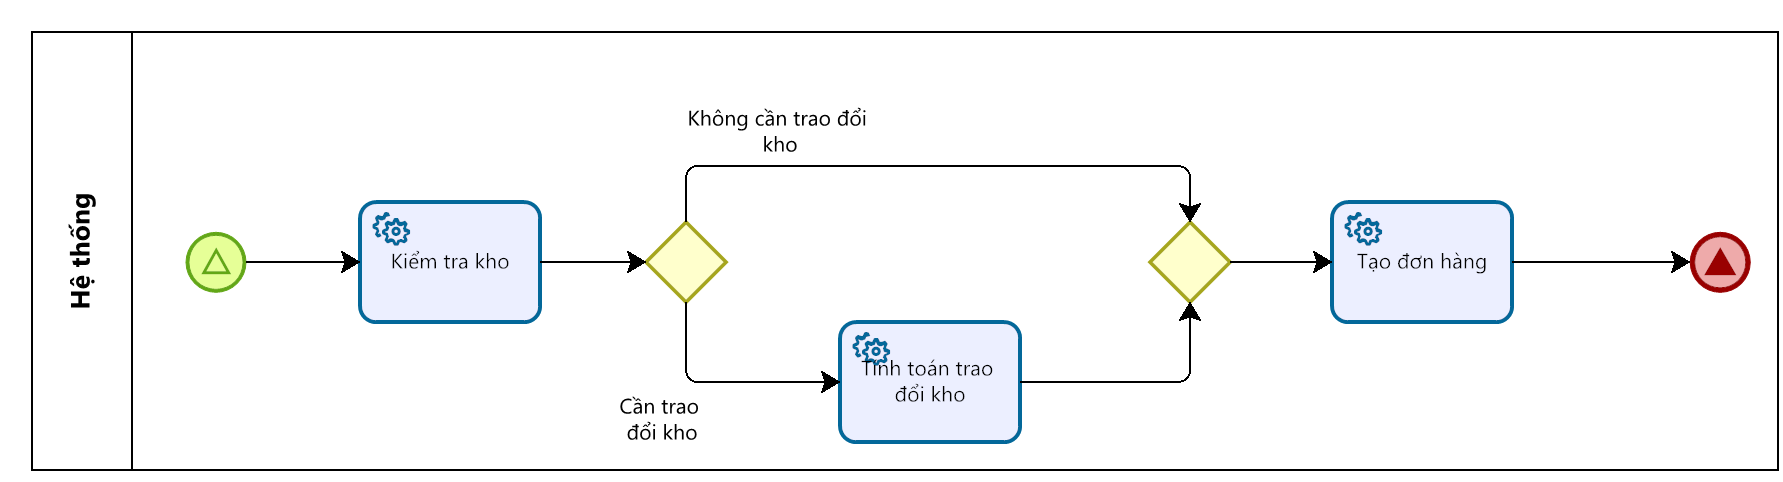 Hệ thống
Kiểm tra kho
Không cần trao đổi
kho
Cần trao
đổi kho
Tính toán trao
đổi kho
Tạo đơn hàng